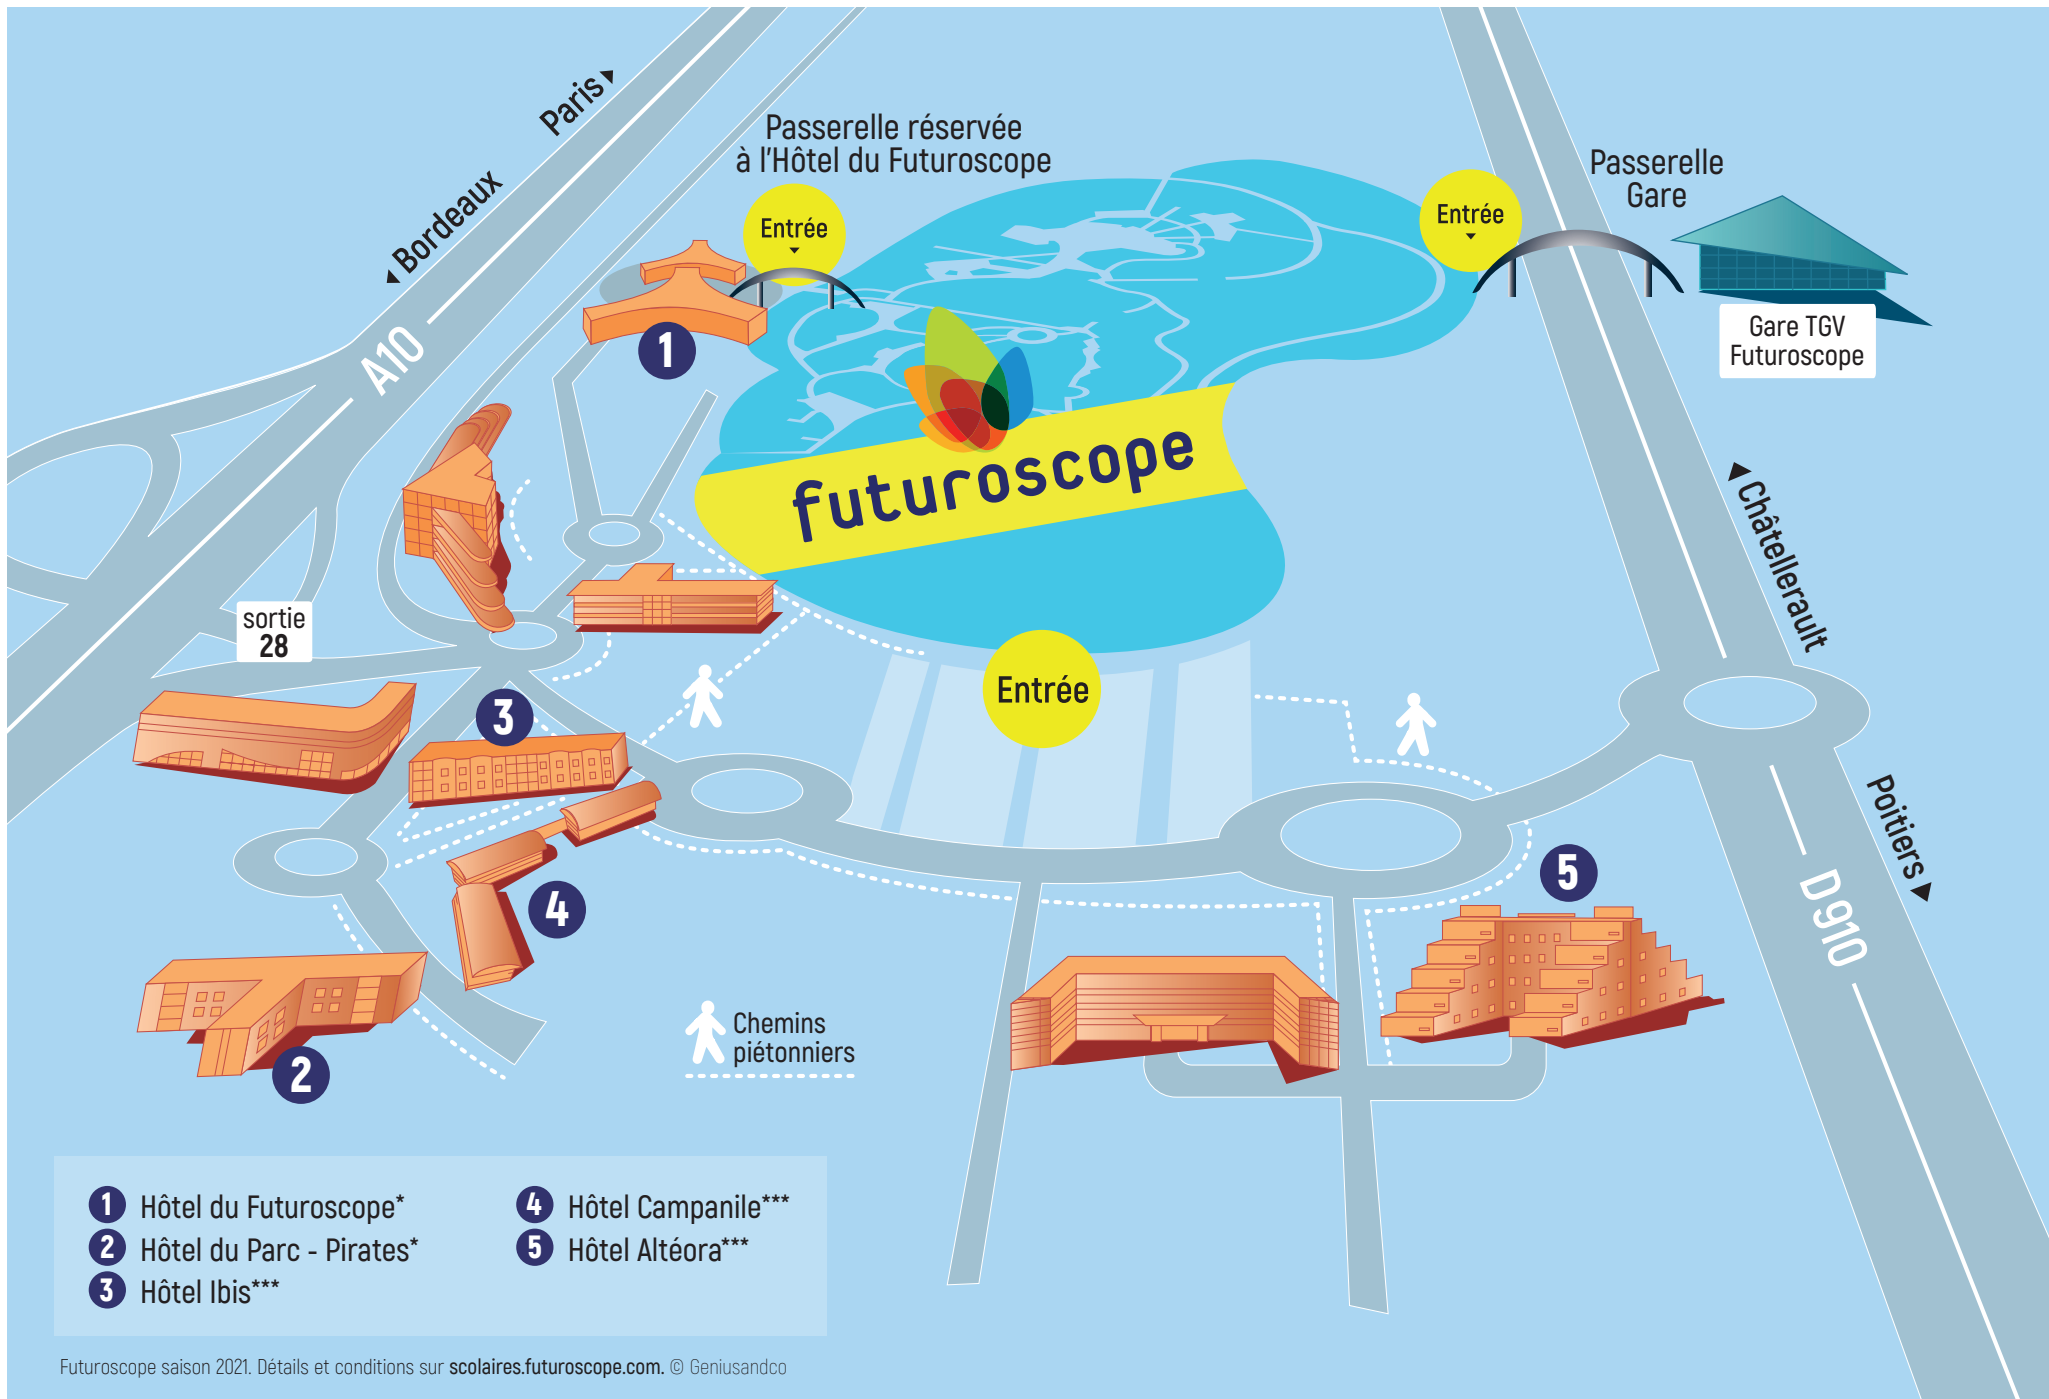 Paris
Bordeaux
A10
Passerelle réservée
à l'Hôtel du Futuroscope
Entrée
Entrée
Passerelle
Gare
Gare TGV
Futuroscope
1
futuroscope
Châtellerault
sortie
28
3
Entrée
Poitiers
5
4
D 910
2
Chemins
piétonniers
1 Hôtel du Futuroscope*
2 Hôtel du Parc - Pirates*
3 Hôtel Ibis***
4 Hôtel Campanile***
5 Hôtel Altéora***
Futuroscope saison 2021. Détails et conditions sur scolaires.futuroscope.com. © Geniusandco